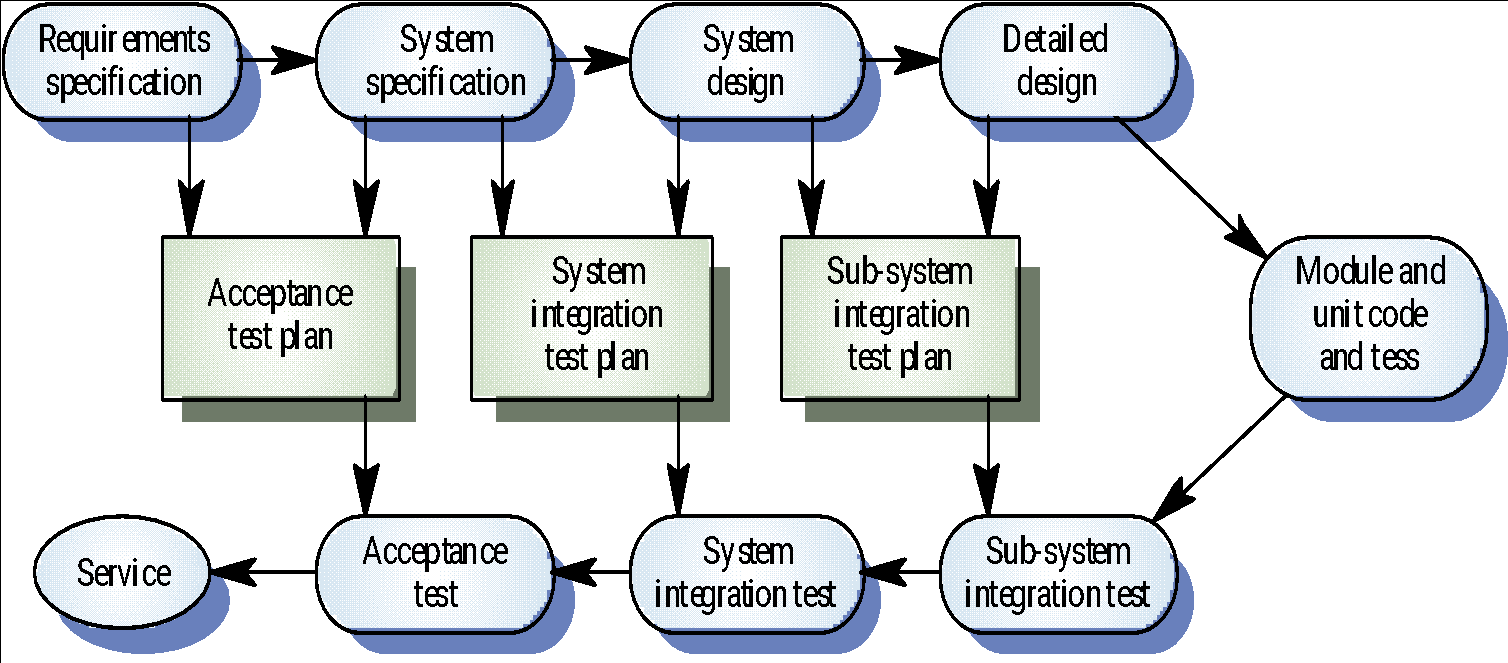 Requirements
specification
System
specification
System
design
Detailed
design
Acceptance
test plan
System
integration
test plan
Sub-system
integration
test plan
Module and
unit code
and tess
Service
Acceptance
test
System
integration test
Sub-system
integration test